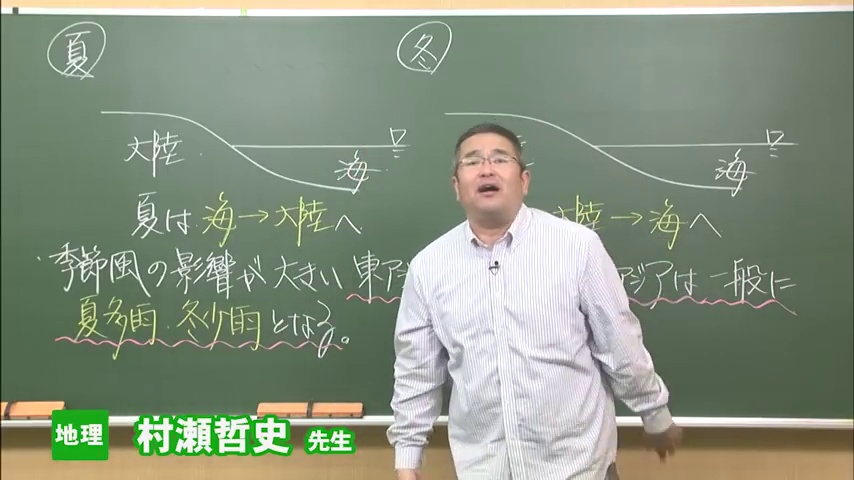 夏
冬
大陸
海
海
夏は 海→大陸へ
大陸→海へ
季節風の影響が大きい 東アジアは一般に
夏多雨・冬少雨となる。
地理 村瀬哲史 先生